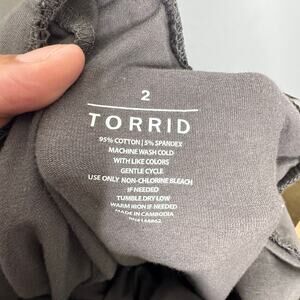 2
TORRID
95% COTTON | 5% SPANDEX
MACHINE WASH COLD
WITH LIKE COLORS
GENTLE CYCLE
USE ONLY NON-CHLORINE BLEACH
IF NEEDED
TUMBLE DRY LOW
WARM IRON IF NEEDED
MADE IN CAMBODIA